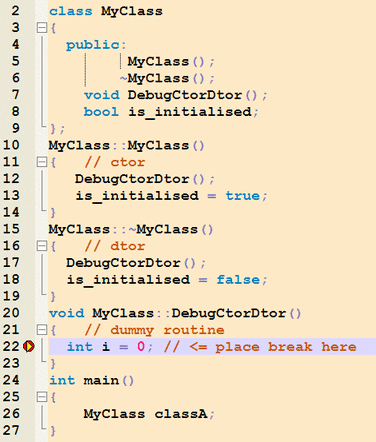 2 class MyClass
3 {
4 public:
5 MyClass();
6 ~MyClass();
7 void DebugCtorDtor();
8 bool is_initialised;
9 };
10 MyClass::MyClass()
11 { // ctor
12 DebugCtorDtor();
13 is_initialised = true;
14 }
15 MyClass::~MyClass()
16 { // dtor
17 DebugCtorDtor();
18 is_initialised = false;
19 }
20 void MyClass::DebugCtorDtor()
21 { // dummy routine
22 int i = 0; // <= place break here
23 }
24 int main()
25 {
26 MyClass classA;
27 }